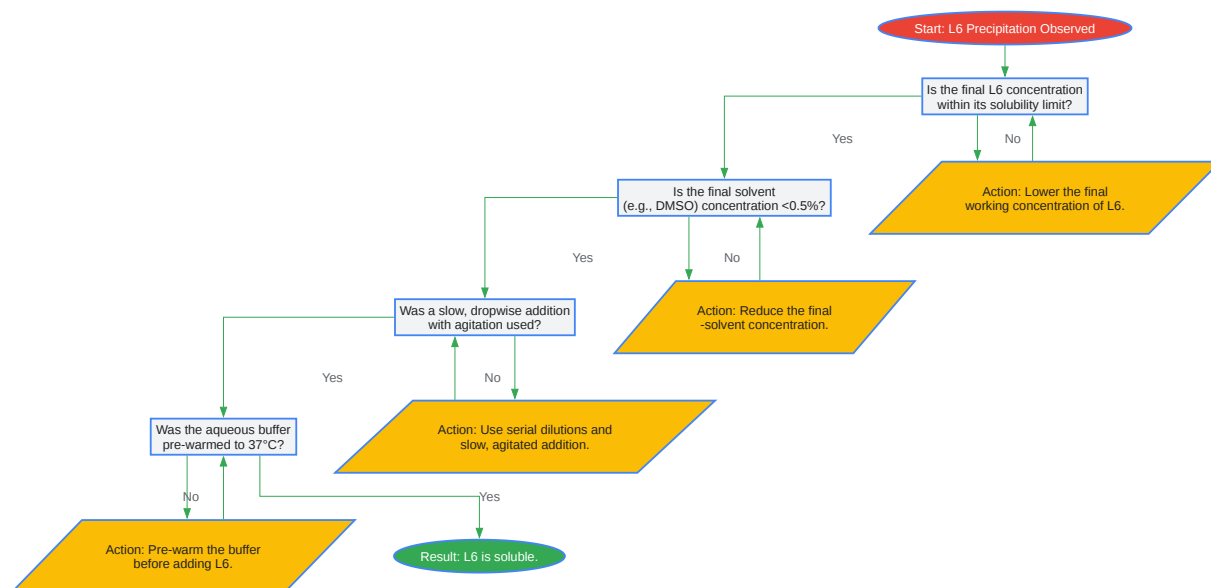 Start: L6 Precipitation Observed
Is the final L6 concentration
within its solubility limit?
Yes
No
Action: Lower the final
working concentration of L6.
Is the final solvent
(e.g., DMSO) concentration <0.5%?
Yes
No
Action: Reduce the final
-solvent concentration.
Was a slow, dropwise addition
with agitation used?
Yes
No
Action: Use serial dilutions and
slow, agitated addition.
Was the aqueous buffer
pre-warmed to 37°C?
No
Yes
Action: Pre-warm the buffer
before adding L6.
Result: L6 is soluble.